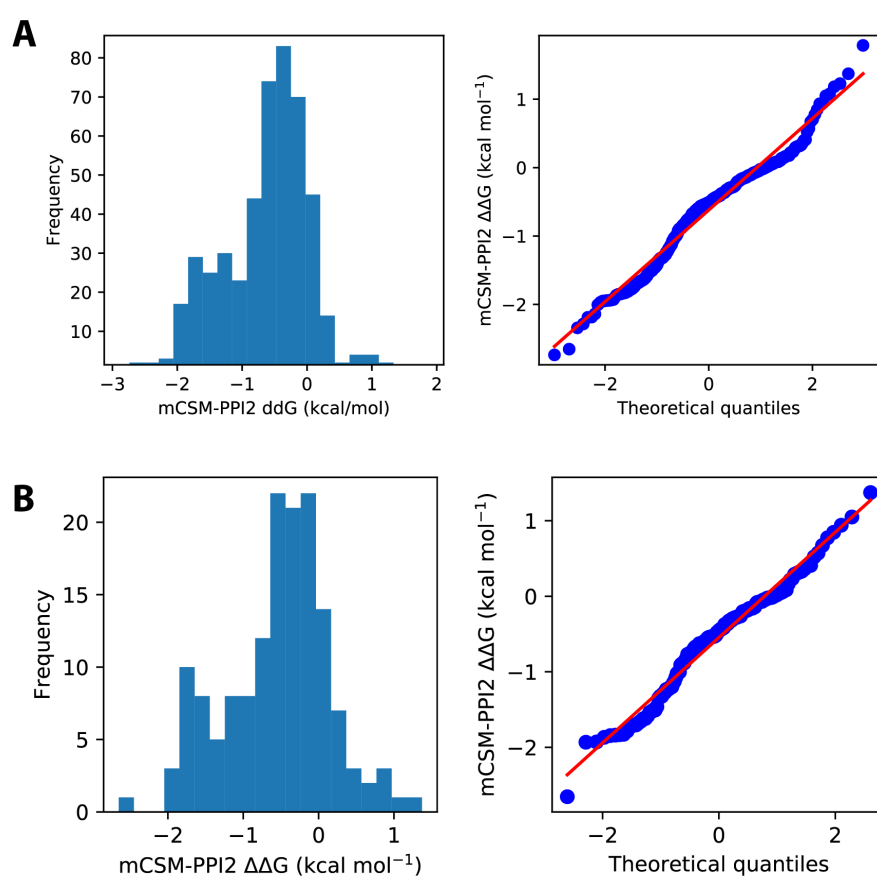 A
Frequency
80
70
60
50
40
30
20
10
−3 −2 −1 0 1 2
mCSM-PPI2 ddG (kcal/mol)
mCSM-PPI2 ΔΔG (kcal mol⁻¹)
1
0
−1
−2
−2 0 2
Theoretical quantiles
B
Frequency
20
15
10
5
0
−2 −1 0 1
mCSM-PPI2 ΔΔG (kcal mol⁻¹)
mCSM-PPI2 ΔΔG (kcal mol⁻¹)
1
0
−1
−2
−2 0 2
Theoretical quantiles